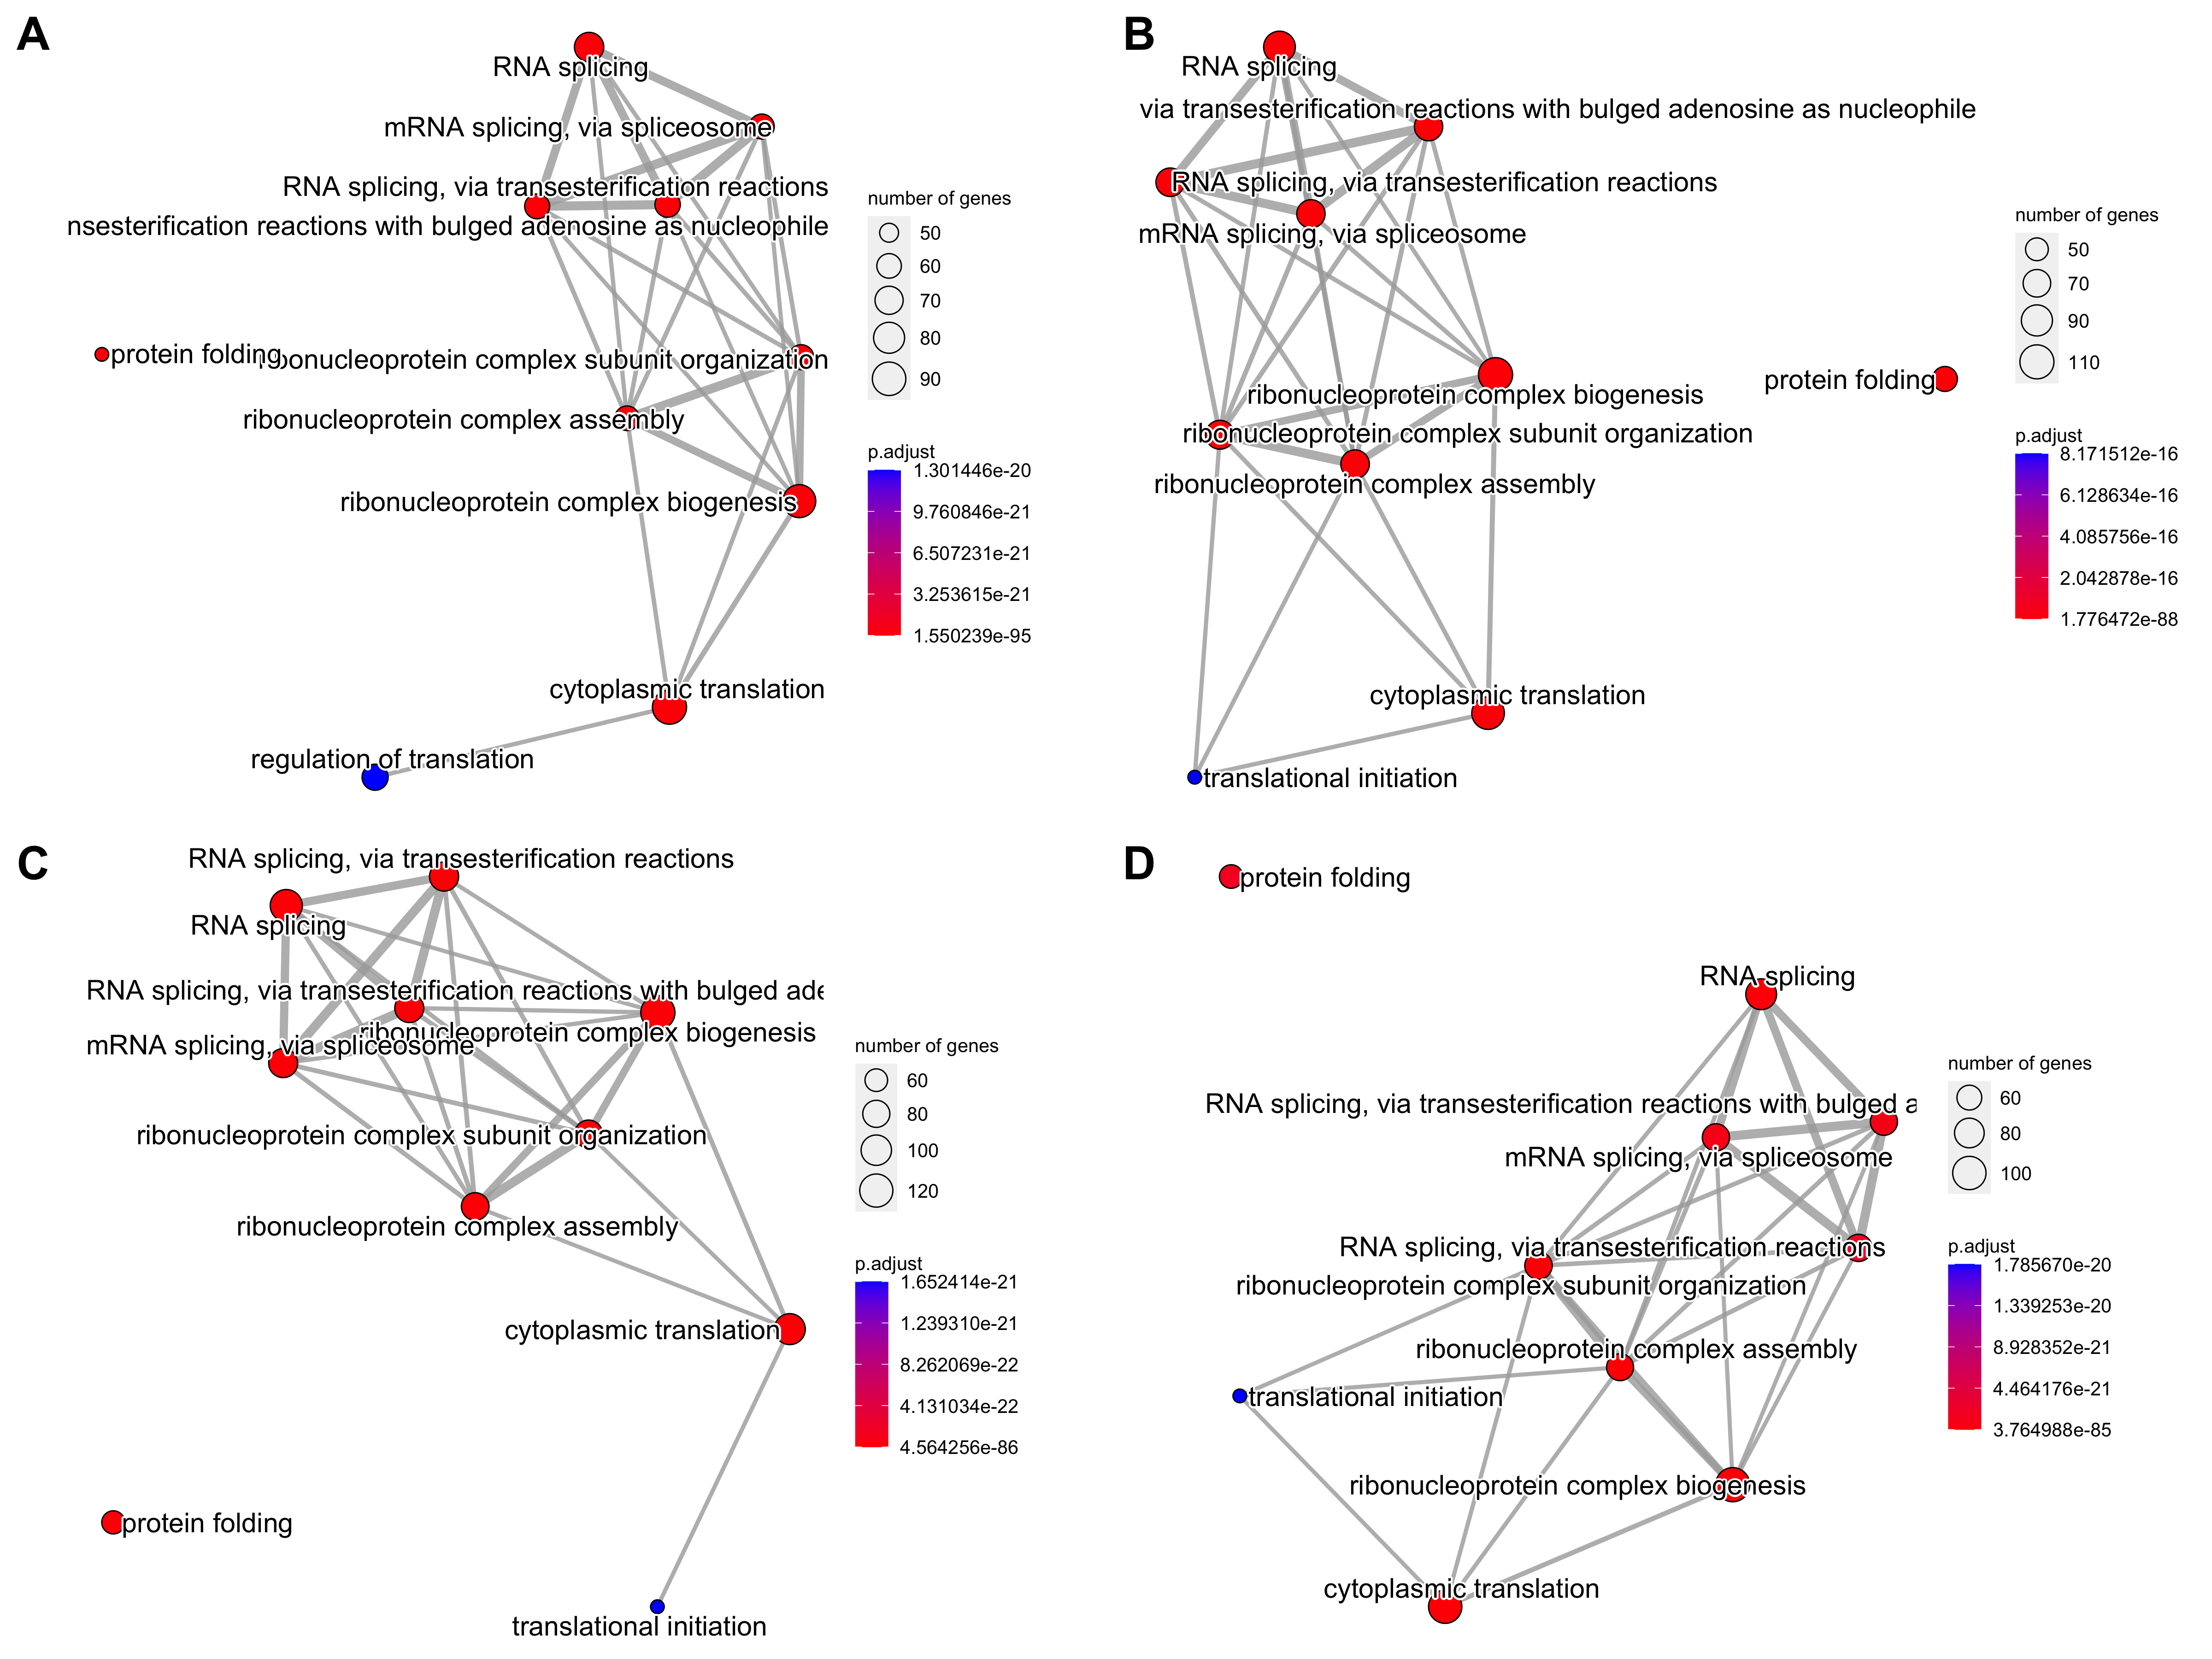 A
RNA splicing
mRNA splicing, via spliceosome
RNA splicing, via transesterification reactions
nsesterification reactions with bulged adenosine as nucleophile
protein folding
bonucleoprotein complex subunit organization
ribonucleoprotein complex assembly
ribonucleoprotein complex biogenesis
cytoplasmic translation
regulation of translation
number of genes
50
60
70
80
90
p.adjust
1.301446e-20
9.760846e-21
6.507231e-21
3.253615e-21
1.550239e-95
B
RNA splicing
via transesterification reactions with bulged adenosine as nucleophile
RNA splicing, via transesterification reactions
mRNA splicing, via spliceosome
ribonucleoprotein complex biogenesis
protein folding
ribonucleoprotein complex subunit organization
ribonucleoprotein complex assembly
cytoplasmic translation
translational initiation
number of genes
50
70
90
110
p.adjust
8.171512e-16
6.128634e-16
4.085756e-16
2.042878e-16
1.776472e-88
C
RNA splicing, via transesterification reactions
RNA splicing
RNA splicing, via transesterification reactions with bulged ade
ribonucleoprotein complex biogenesis
mRNA splicing, via spliceosome
ribonucleoprotein complex subunit organization
ribonucleoprotein complex assembly
cytoplasmic translation
protein folding
translational initiation
number of genes
60
80
100
120
p.adjust
1.652414e-21
1.239310e-21
8.262069e-22
4.131034e-22
4.564256e-86
D
protein folding
RNA splicing
RNA splicing, via transesterification reactions with bulged a
mRNA splicing, via spliceosome
RNA splicing, via transesterification reactions
ribonucleoprotein complex subunit organization
ribonucleoprotein complex assembly
translational initiation
ribonucleoprotein complex biogenesis
cytoplasmic translation
number of genes
60
80
100
p.adjust
1.785670e-20
1.339253e-20
8.928352e-21
4.464176e-21
3.764988e-85